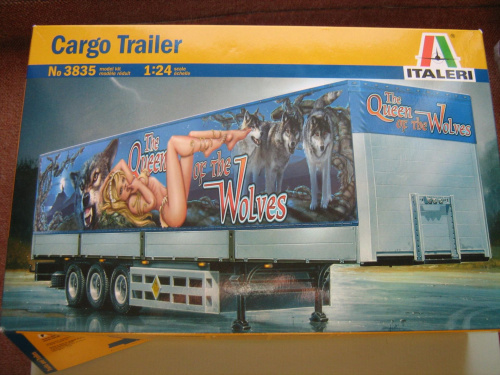 Cargo Trailer
No 3835 model kit modèle réduit 1:24 scale échelle
ITALERI
The
Queen
of the
Wolves
The
Queen
of the Wolves